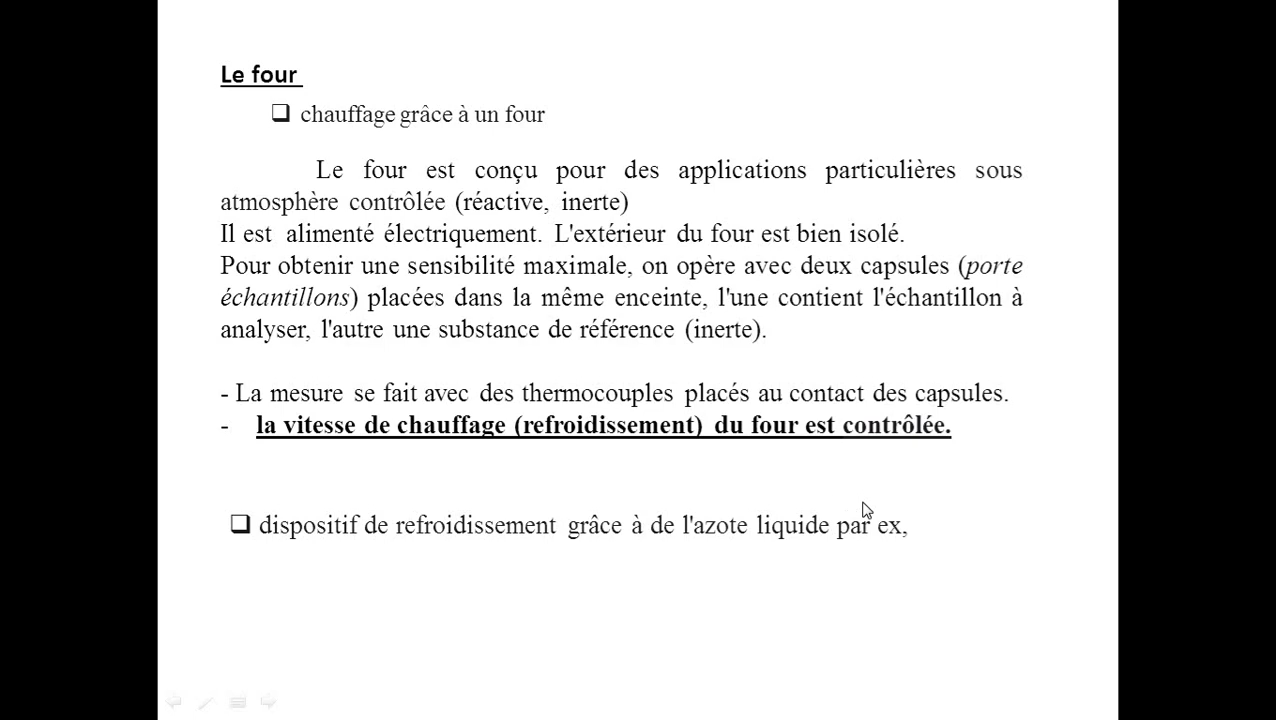 Le four
❑ chauffage grâce à un four
Le four est conçu pour des applications particulières sous
atmosphère contrôlée (réactive, inerte)
Il est alimenté électriquement. L'extérieur du four est bien isolé.
Pour obtenir une sensibilité maximale, on opère avec deux capsules (porte
échantillons) placées dans la même enceinte, l'une contient l'échantillon à
analyser, l'autre une substance de référence (inerte).
- La mesure se fait avec des thermocouples placés au contact des capsules.
- la vitesse de chauffage (refroidissement) du four est contrôlée.
❑ dispositif de refroidissement grâce à de l'azote liquide par ex,